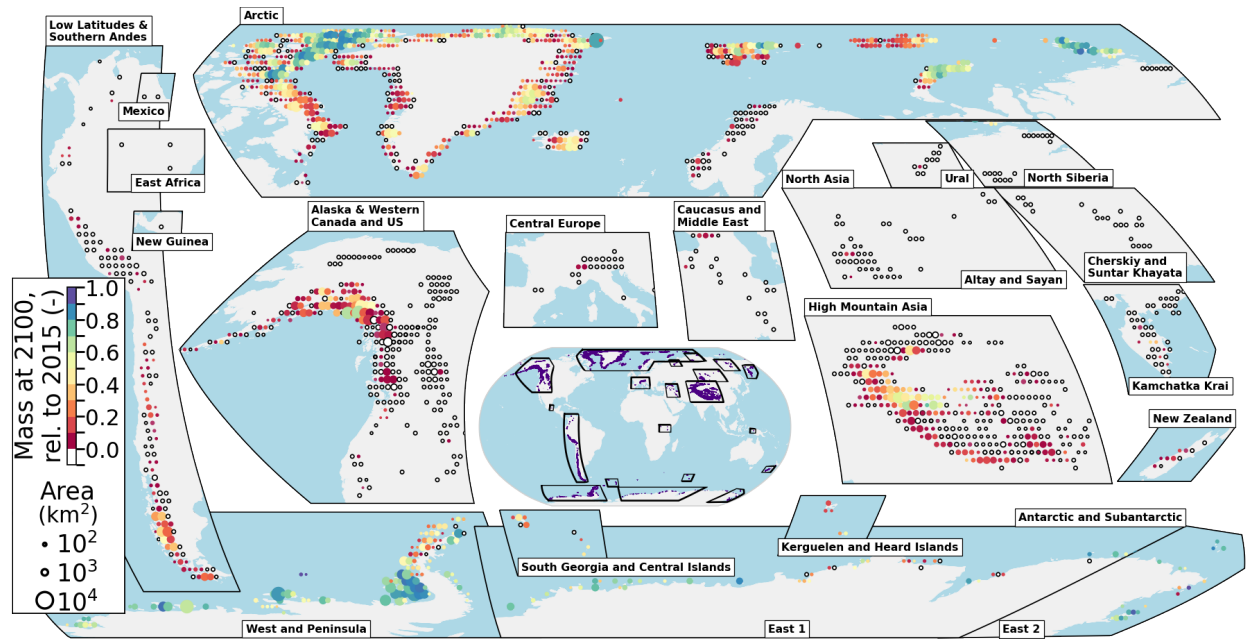 Low Latitudes &
Southern Andes
Arctic
Mexico
East Africa
New Guinea
Alaska & Western
Canada and US
Central Europe
Caucasus and
Middle East
North Asia
Ural
North Siberia
Altay and Sayan
Cherskiy and
Suntar Khayata
High Mountain Asia
Kamchatka Krai
New Zealand
Mass at 2100,
rel. to 2015 (-)
1.0
0.8
0.6
0.4
0.2
0.0
Area
(km²)
10²
10³
10⁴
Antarctic and Subantarctic
Kerguelen and Heard Islands
South Georgia and Central Islands
West and Peninsula
East 1
East 2